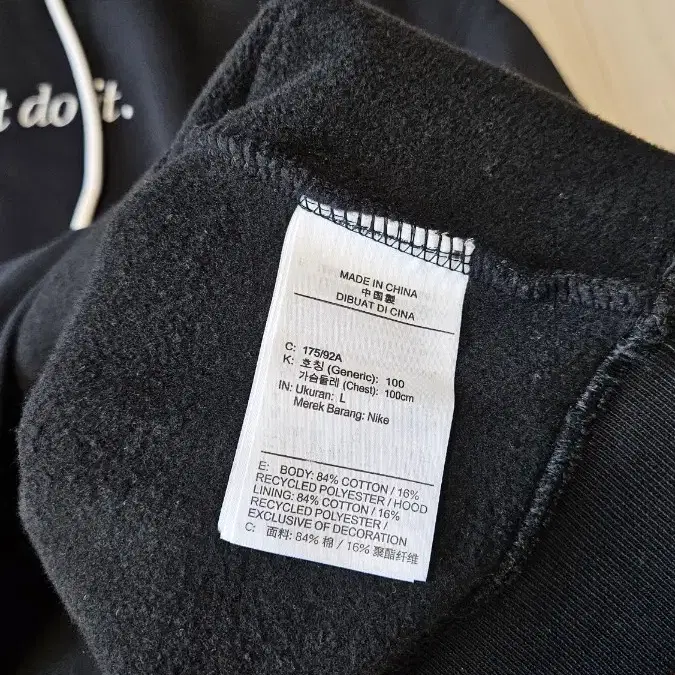 t do it.
MADE IN CHINA
中国製
DIBUAT DI CINA
C: 175/92A
K: 호칭 (Generic): 100
가슴둘레 (Chest): 100cm
IN: Ukuran: L
Merek Barang: Nike
E: BODY: 84% COTTON / 16%
RECYCLED POLYESTER / HOOD
LINING: 84% COTTON / 16%
RECYCLED POLYESTER /
EXCLUSIVE OF DECORATION
C: 面料: 84% 棉 / 16% 聚酯纤维